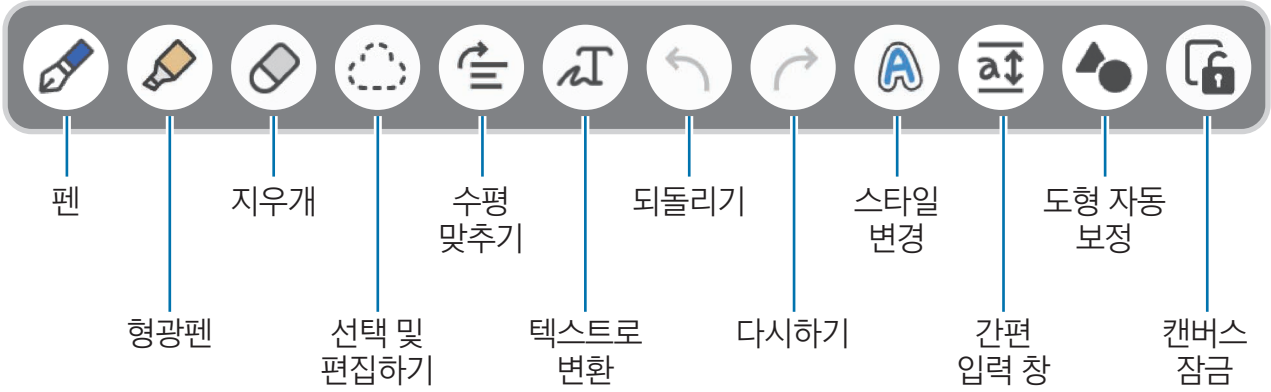 펜
지우개
수평
맞추기
되돌리기
스타일
변경
도형 자동
보정
형광펜
선택 및
편집하기
텍스트로
변환
다시하기
간편
입력 창
캔버스
잠금